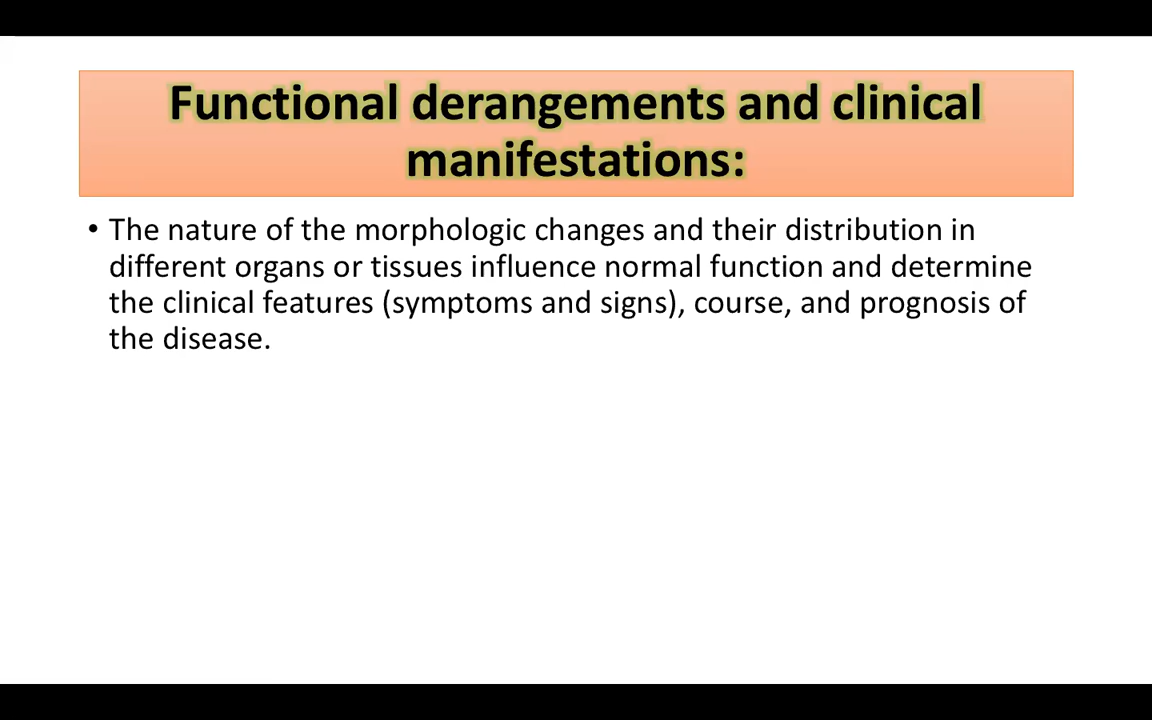 Functional derangements and clinical
manifestations:
• The nature of the morphologic changes and their distribution in
different organs or tissues influence normal function and determine
the clinical features (symptoms and signs), course, and prognosis of
the disease.